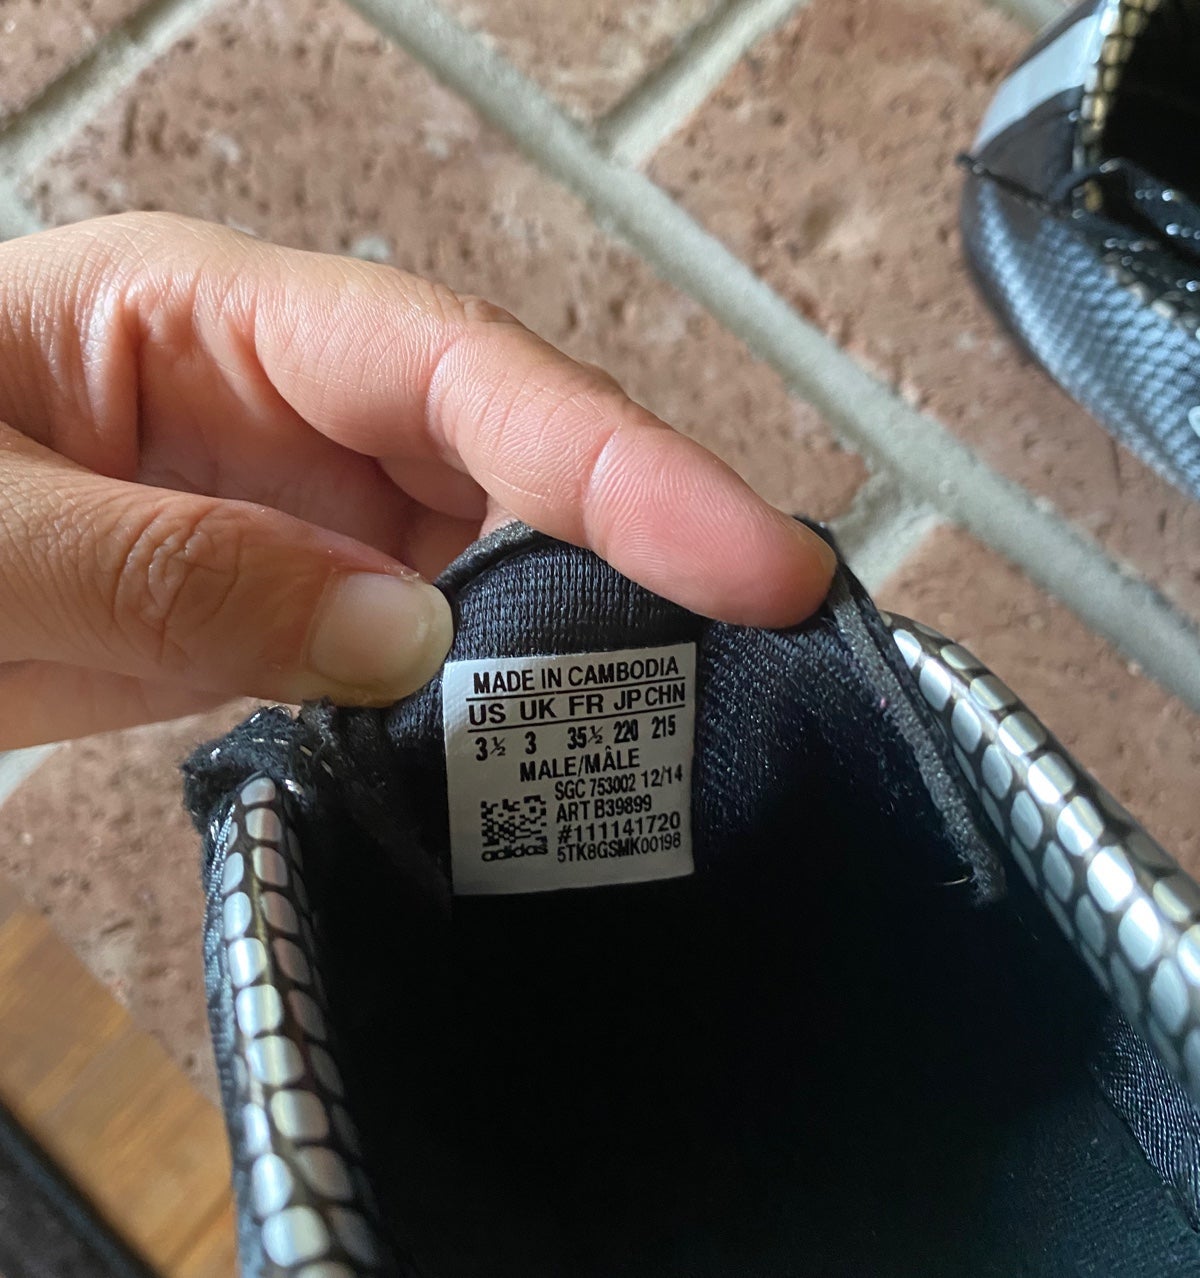 MADE IN CAMBODIA
US UK FR JP CHN
3½ 3 35½ 220 215
MALE/MÂLE
SGC 753002 12/14
ART B39899
#111141720
adidas 5TK8GSMK00198